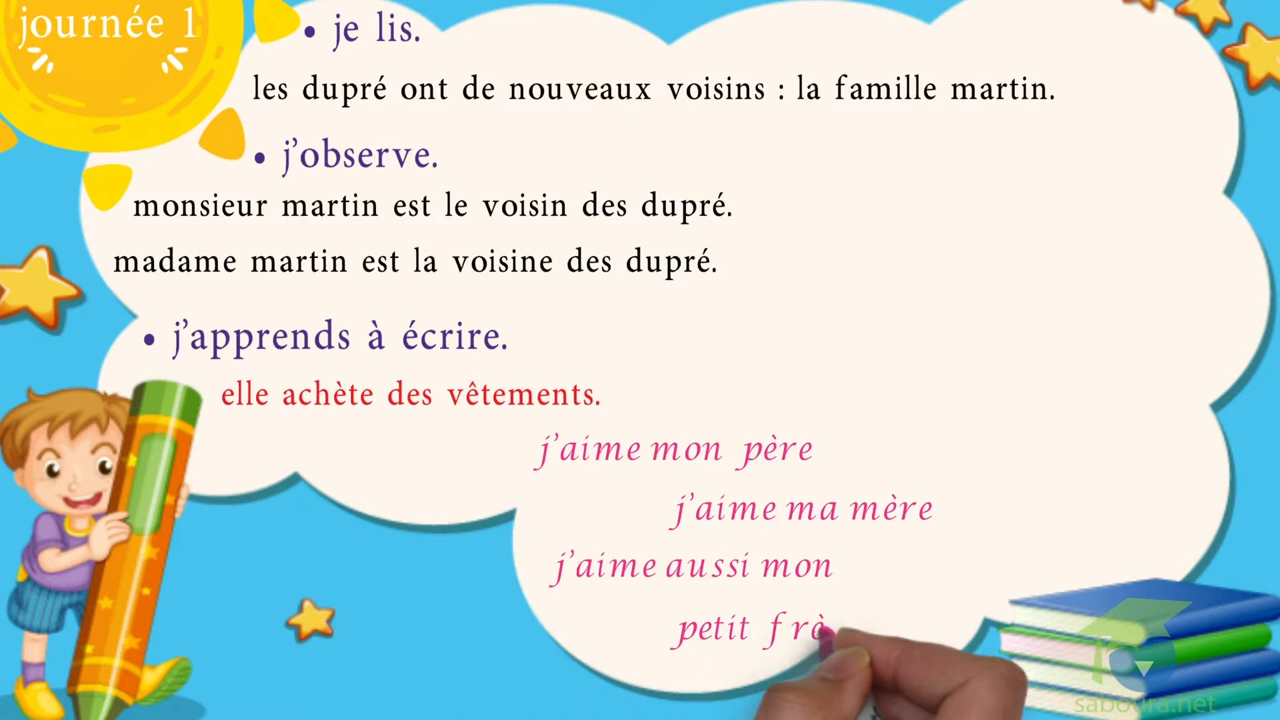 journée 1
• je lis.
les dupré ont de nouveaux voisins : la famille martin.
• j'observe.
monsieur martin est le voisin des dupré.
madame martin est la voisine des dupré.
• j'apprends à écrire.
elle achète des vêtements.
j'aime mon père
j'aime ma mère
j'aime aussi mon
petit frè
saboura.net